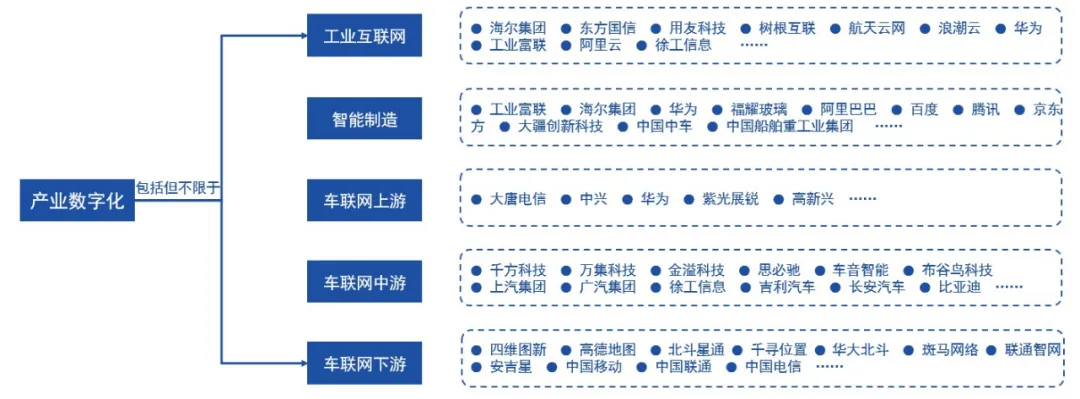 产业数字化
包括但不限于
工业互联网
● 海尔集团 ● 东方国信 ● 用友科技 ● 树根互联 ● 航天云网 ● 浪潮云 ● 华为
● 工业富联 ● 阿里云 ● 徐工信息 ……
智能制造
● 工业富联 ● 海尔集团 ● 华为 ● 福耀玻璃 ● 阿里巴巴 ● 百度 ● 腾讯 ● 京东
方 ● 大疆创新科技 ● 中国中车 ● 中国船舶重工业集团 ……
车联网上游
● 大唐电信 ● 中兴 ● 华为 ● 紫光展锐 ● 高新兴 ……
车联网中游
● 千方科技 ● 万集科技 ● 金溢科技 ● 思必驰 ● 车音智能 ● 布谷鸟科技
● 上汽集团 ● 广汽集团 ● 徐工信息 ● 吉利汽车 ● 长安汽车 ● 比亚迪 ……
车联网下游
● 四维图新 ● 高德地图 ● 北斗星通 ● 千寻位置 ● 华大北斗 ● 斑马网络 ● 联通智网
● 安吉星 ● 中国移动 ● 中国联通 ● 中国电信 ……